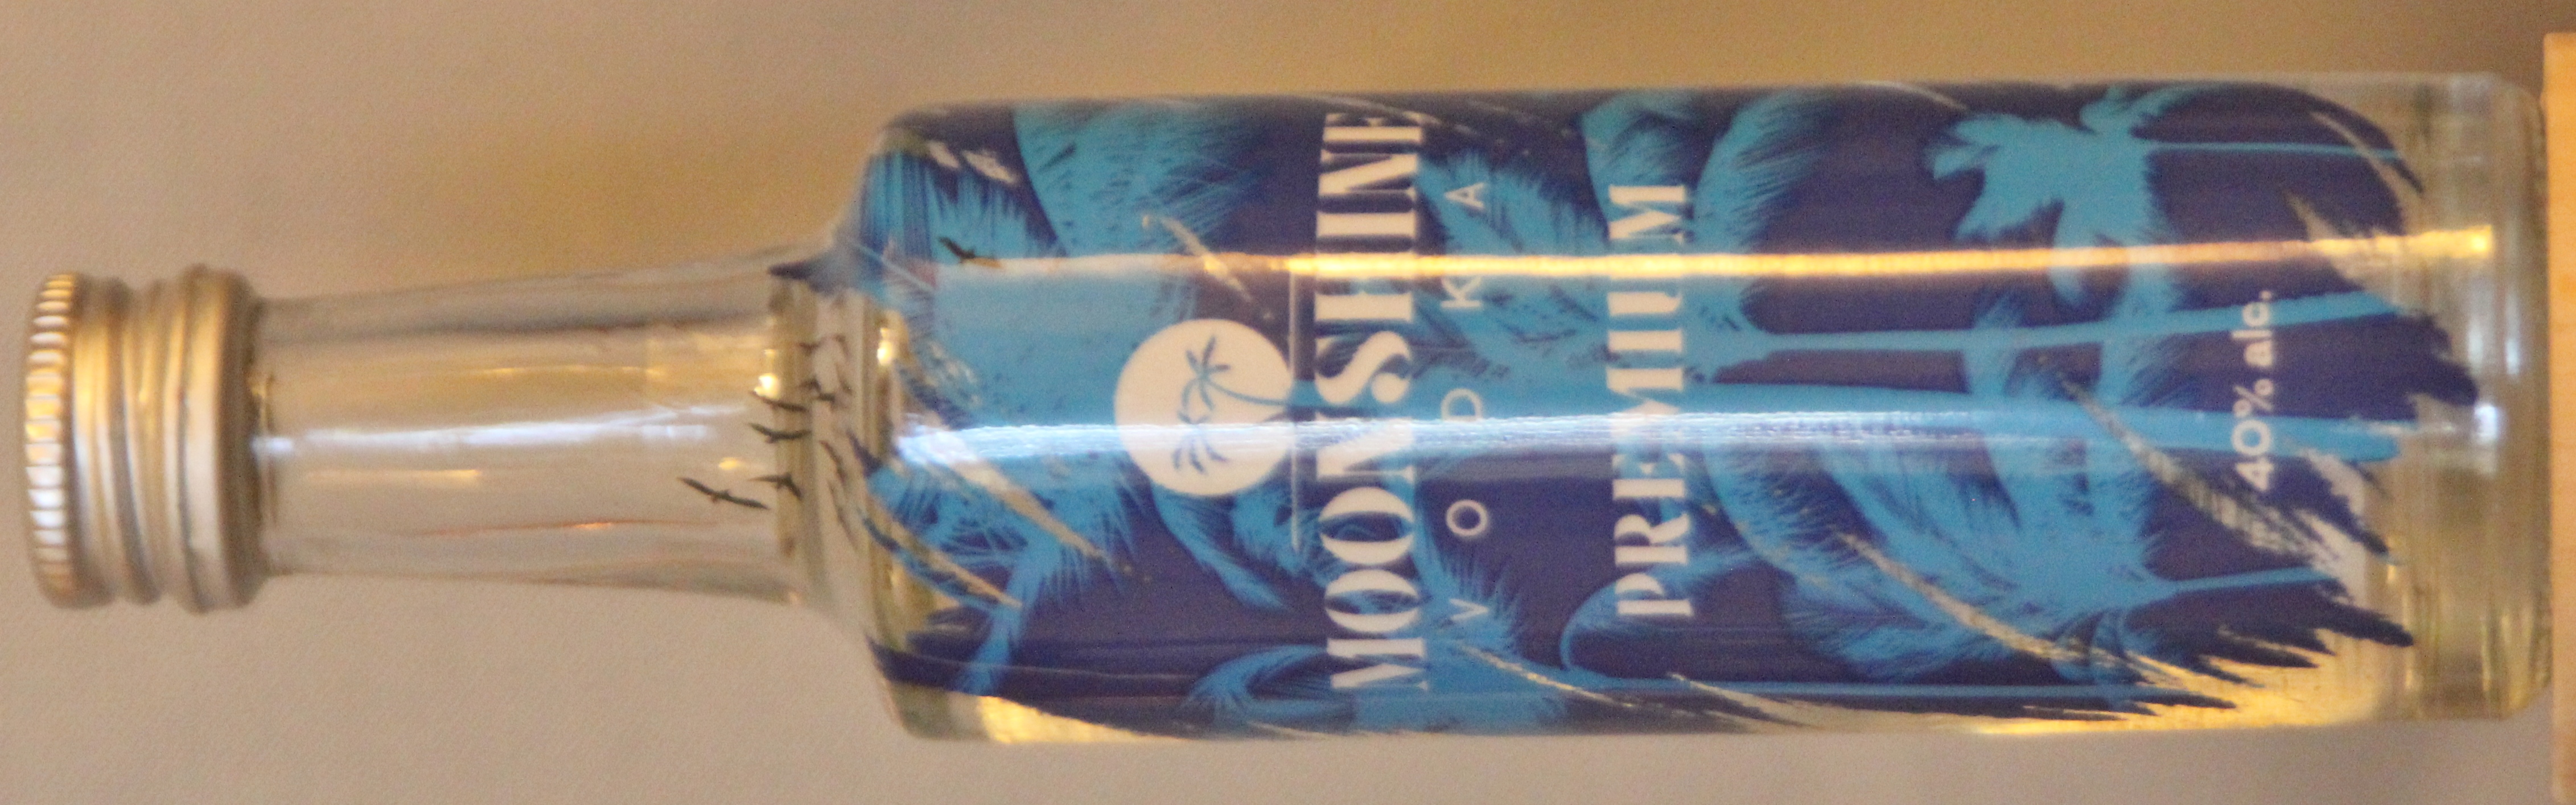 MOONSHINE
VODKA
PREMIUM
40% alc.